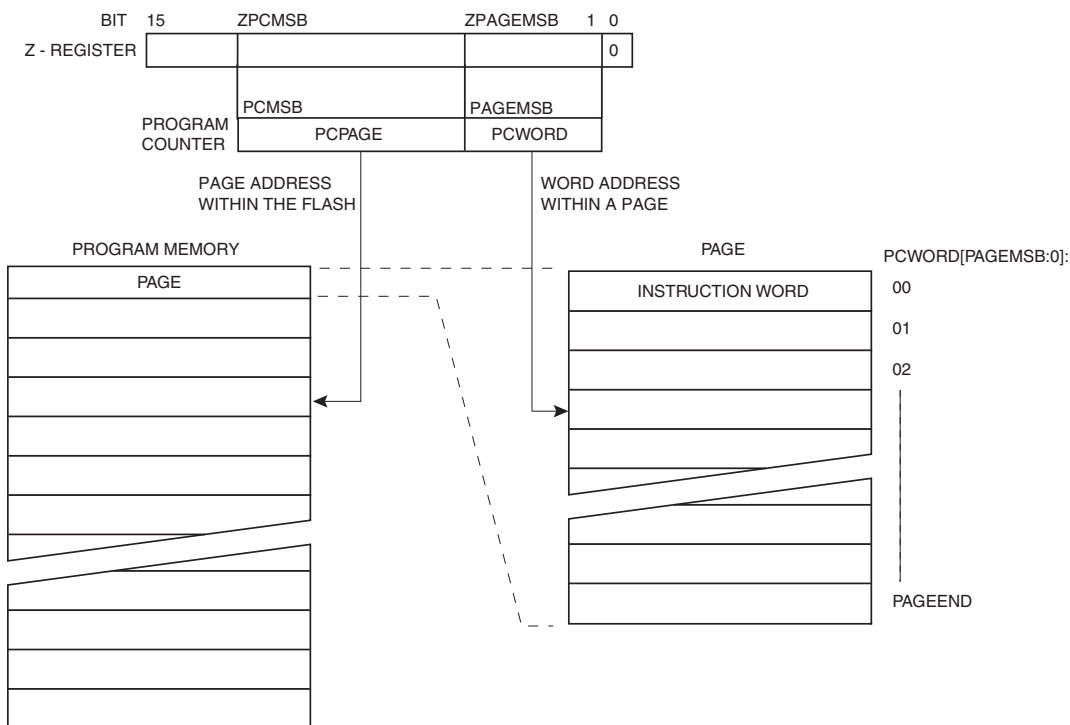 BIT 15 ZPCMSB ZPAGEMSB 1 0
Z - REGISTER 0
PCMSB PAGEMSB
PROGRAM
COUNTER
PCPAGE PCWORD
PAGE ADDRESS
WITHIN THE FLASH
WORD ADDRESS
WITHIN A PAGE
PROGRAM MEMORY
PAGE
PAGE
PCWORD[PAGEMSB:0]:
INSTRUCTION WORD
00
01
02
PAGEEND